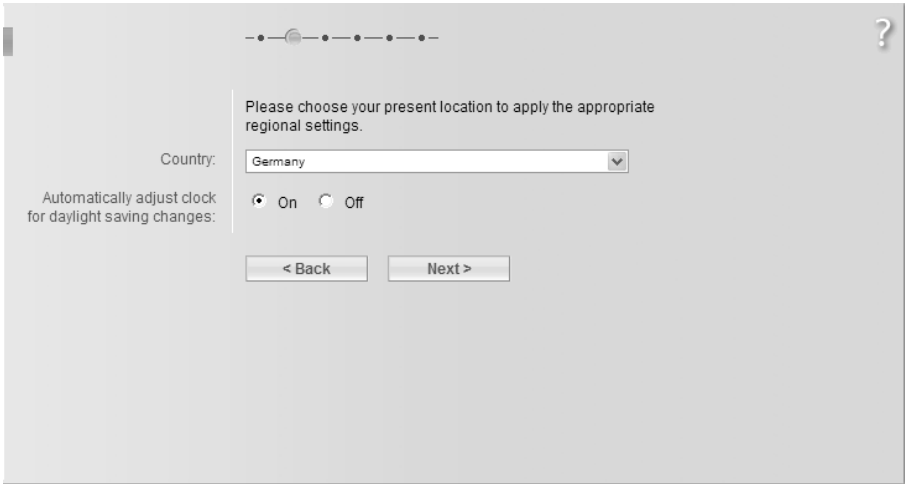 ?
Please choose your present location to apply the appropriate
regional settings.
Country:
Germany
Automatically adjust clock
for daylight saving changes:
On
Off
< Back
Next >